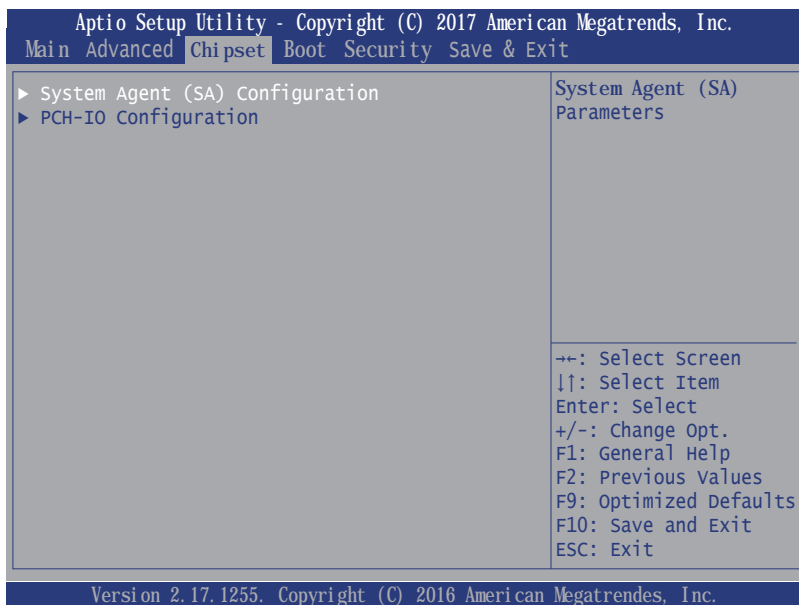 Aptio Setup Utility - Copyright (C) 2017 American Megatrends, Inc.
Main Advanced Chipset Boot Security Save & Exit
▶ System Agent (SA) Configuration
▶ PCH-IO Configuration
System Agent (SA)
Parameters
→←: Select Screen
↓↑: Select Item
Enter: Select
+/-: Change Opt.
F1: General Help
F2: Previous Values
F9: Optimized Defaults
F10: Save and Exit
ESC: Exit
Version 2.17.1255. Copyright (C) 2016 American Megatrendes, Inc.